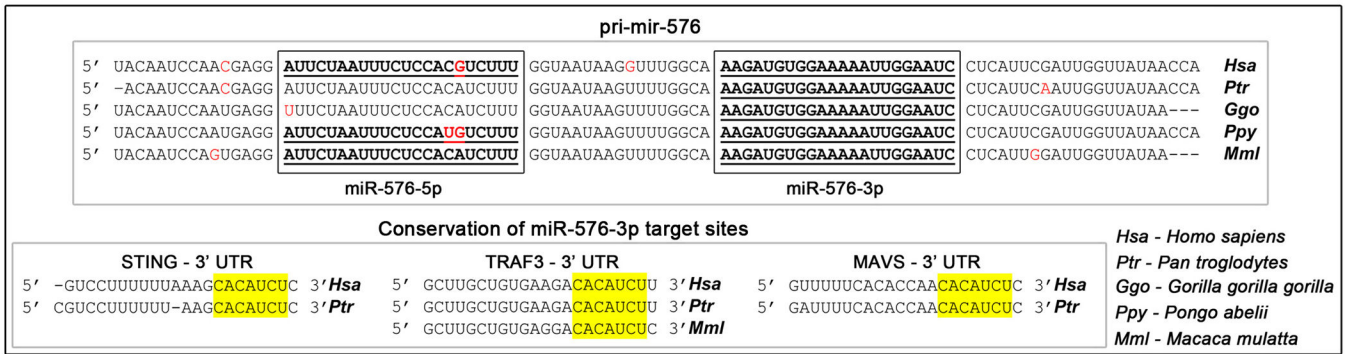 pri-mir-576
5' UACAAUCCAACGAGG AUUCUAAUUUCUCCACGUCUUU GGUAAUAAGGUUUGGCA AAGAUGUGGAAAAAUUGGAAUC CUCAUUCGAUUGGUUAUAACCA Hsa
5' -ACAAUCCAACGAGG AUUCUAAUUUCUCCACAUCUUU GGUAAUAAGUUUUGGCA AAGAUGUGGAAAAAUUGGAAUC CUCAUUCAAUUGGUUAUAACCA Ptr
5' UACAAUCCAAUGAGG UUUCUAAUUUCUCCACAUCUUU GGUAAUAAGUUUUGGCA AAGAUGUGGAAAAAUUGGAAUC CUCAUUCGAUUGGUUAUAA--- Ggo
5' UACAAUCCAAUGAGG AUUCUAAUUUCUCCAUGUCUUU GGUAAUAAGUUUUGGCA AAGAUGUGGAAAAAUUGGAAUC CUCAUUCGAUUGGUUAUAACCA Ppy
5' UACAAUCCAGUGAGG AUUCUAAUUUCUCCACAUCUUU GGUAAUAAGUUUUGGCA AAGAUGUGGAAAAAUUGGAAUC CUCAUUGGAUUGGUUAUAA--- Mml
miR-576-5p miR-576-3p
Conservation of miR-576-3p target sites
STING - 3' UTR
5' -GUCCUUUUUUAAAGCACAUCUC 3' Hsa
5' CGUCCUUUUUU-AAGCACAUCUC 3' Ptr
TRAF3 - 3' UTR
5' GCUUGCUGUGAAGACACAUCUU 3' Hsa
5' GCUUGCUGUGAAGACACAUCUU 3' Ptr
5' GCUUGCUGUGAGGACACAUCUC 3' Mml
MAVS - 3' UTR
5' GUUUUUCACACCAACACAUCUC 3' Hsa
5' GAUUUUCACACCAACACAUCUC 3' Ptr
Hsa - Homo sapiens
Ptr - Pan troglodytes
Ggo - Gorilla gorilla gorilla
Ppy - Pongo abelii
Mml - Macaca mulatta